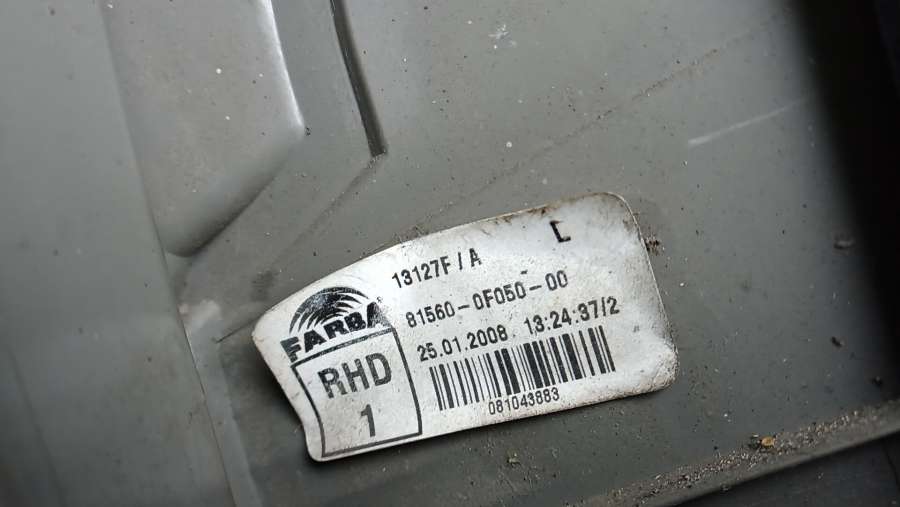 L
13127F / A
81560-0F050-00
FARBA
25.01.2008 13:24:37/2
RHD
1
081043883